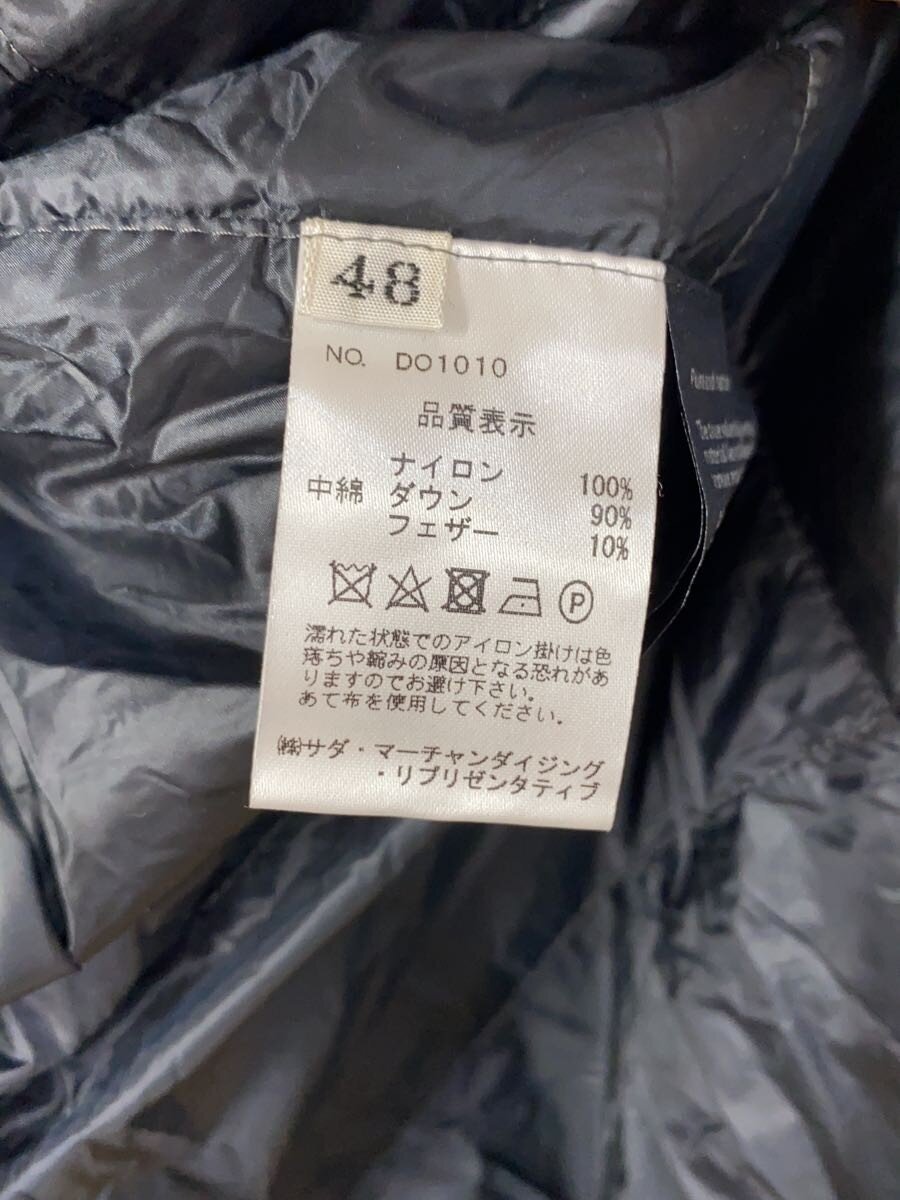 48
NO. DO1010
品質表示
ナイロン 100%
中綿 ダウン 90%
フェザー 10%
P
濡れた状態でのアイロン掛けは色
落ちや縮みの原因となる恐れがあ
りますのでお避け下さい。
あて布を使用してください。
㈱サダ・マーチャンダイジング
・リプリゼンタティブ